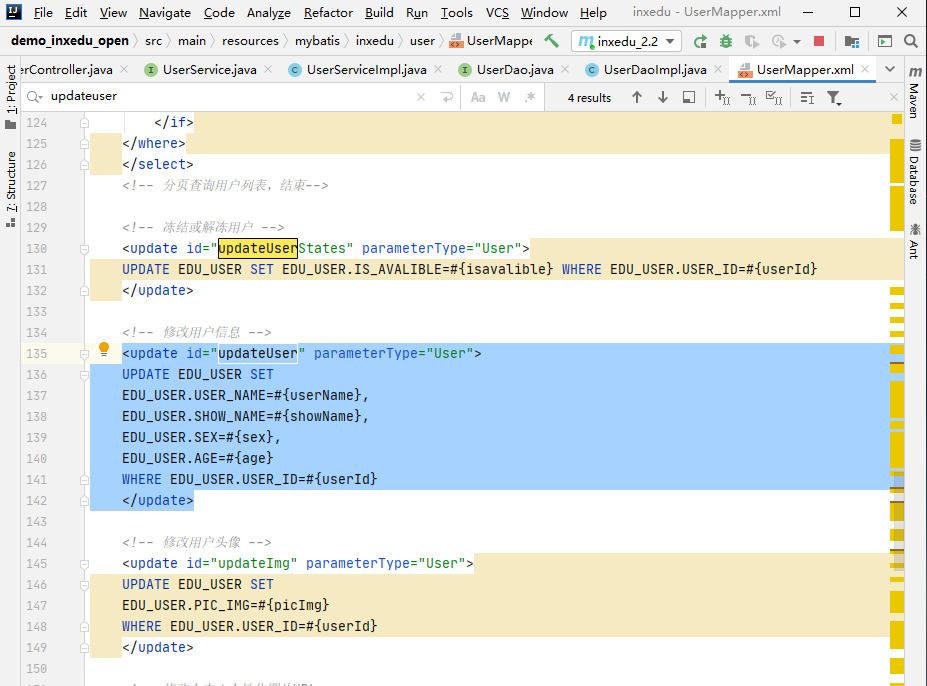 File Edit View Navigate Code Analyze Refactor Build Run Tools VCS Window Help inxedu - UserMapper.xml
demo_inxedu_open src main resources mybatis inxedu user UserMappe inxedu_2.2
erController.java UserService.java UserServiceImpl.java UserDao.java UserDaoImpl.java UserMapper.xml
updateuser Aa W .* 4 results
1: Project
7: Structure
Maven
Database
Ant
124 </if>
125 </where>
126 </select>
127 <!-- 分页查询用户列表，结束-->
128
129 <!-- 冻结或解冻用户 -->
130 <update id="updateUserStates" parameterType="User">
131 UPDATE EDU_USER SET EDU_USER.IS_AVALIBLE=#{isavalible} WHERE EDU_USER.USER_ID=#{userId}
132 </update>
133
134 <!-- 修改用户信息 -->
135 <update id="updateUser" parameterType="User">
136 UPDATE EDU_USER SET
137 EDU_USER.USER_NAME=#{userName},
138 EDU_USER.SHOW_NAME=#{showName},
139 EDU_USER.SEX=#{sex},
140 EDU_USER.AGE=#{age}
141 WHERE EDU_USER.USER_ID=#{userId}
142 </update>
143
144 <!-- 修改用户头像 -->
145 <update id="updateImg" parameterType="User">
146 UPDATE EDU_USER SET
147 EDU_USER.PIC_IMG=#{picImg}
148 WHERE EDU_USER.USER_ID=#{userId}
149 </update>
150